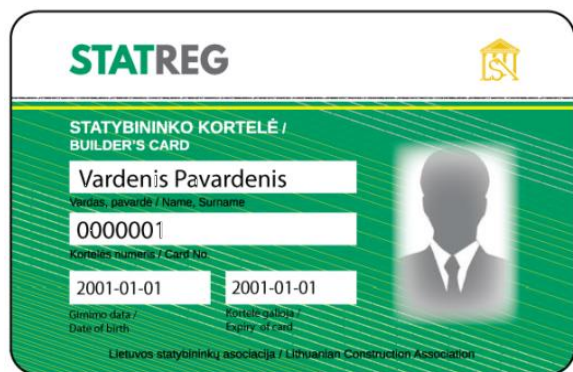 STATREG
STATYBININKO KORTELĖ /
BUILDER'S CARD
Vardenis Pavardenis
Vardas, pavardė / Name, Surname
0000001
Kortelės numeris / Card No.
2001-01-01 2001-01-01
Gimimo data / Kortelė galioja /
Date of birth Expiry of card
Lietuvos statybininkų asociacija / Lithuanian Construction Association